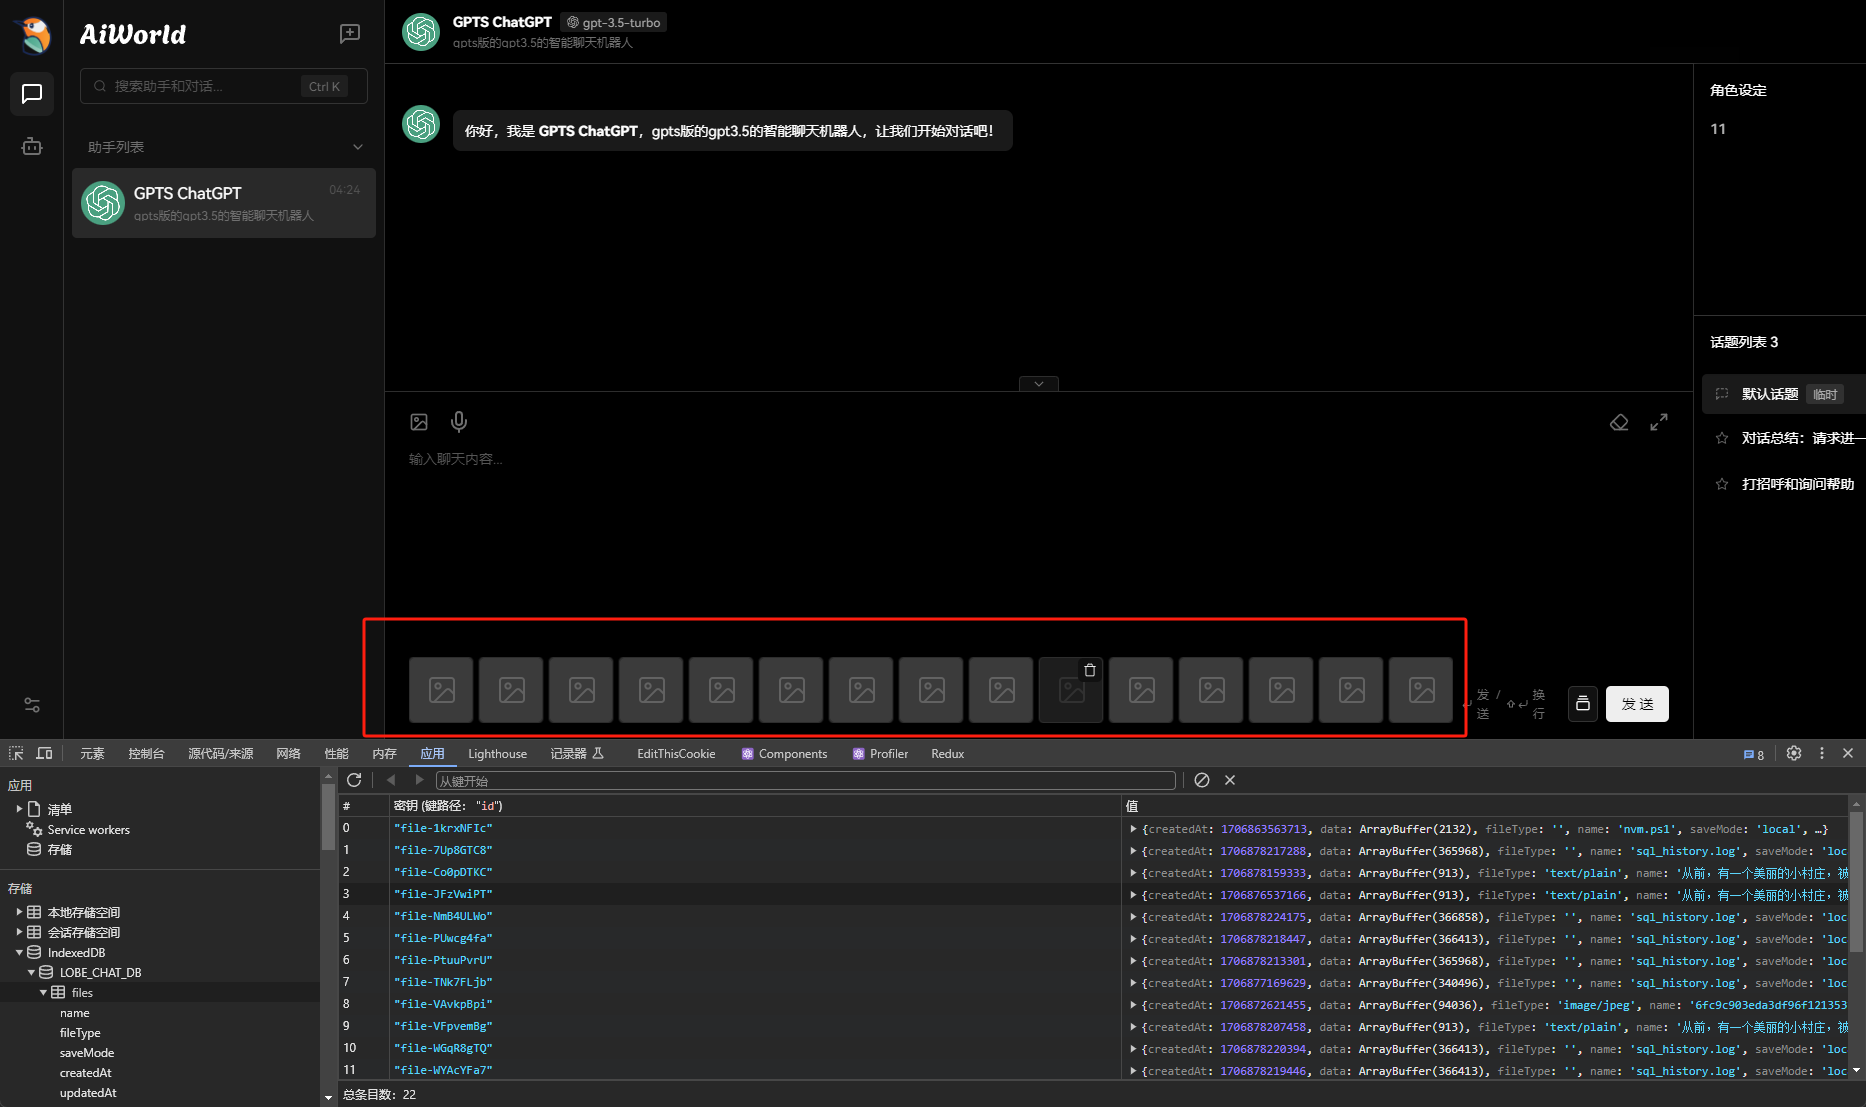 AiWorld
搜索助手和对话...
Ctrl K
助手列表
GPTS ChatGPT
04:24
gpts版的gpt3.5的智能聊天机器人
GPTS ChatGPT
gpt-3.5-turbo
gpts版的gpt3.5的智能聊天机器人
你好，我是 GPTS ChatGPT，gpts版的gpt3.5的智能聊天机器人，让我们开始对话吧！
角色设定
11
话题列表 3
默认话题 临时
对话总结：请求进一
打招呼和询问帮助
输入聊天内容...
发送 / 换行
发 送
元素 控制台 源代码/来源 网络 性能 内存 应用 Lighthouse 记录器 EditThisCookie Components Profiler Redux 8
应用
清单
Service workers
存储
存储
本地存储空间
会话存储空间
IndexedDB
LOBE_CHAT_DB
files
name
fileType
saveMode
createdAt
updatedAt
从键开始
# 密钥 (键路径： "id") 值
0 "file-1krxNFIc" {createdAt: 1706863563713, data: ArrayBuffer(2132), fileType: '', name: 'nvm.ps1', saveMode: 'local', …}
1 "file-7Up8GTC8" {createdAt: 1706878217288, data: ArrayBuffer(365968), fileType: '', name: 'sql_history.log', saveMode: 'loc
2 "file-Co0pDTKC" {createdAt: 1706878159333, data: ArrayBuffer(913), fileType: 'text/plain', name: '从前，有一个美丽的小村庄，被
3 "file-JFzVwiPT" {createdAt: 1706876537166, data: ArrayBuffer(913), fileType: 'text/plain', name: '从前，有一个美丽的小村庄，被
4 "file-NmB4ULWo" {createdAt: 1706878224175, data: ArrayBuffer(366858), fileType: '', name: 'sql_history.log', saveMode: 'loc
5 "file-PUwcg4fa" {createdAt: 1706878218447, data: ArrayBuffer(366413), fileType: '', name: 'sql_history.log', saveMode: 'loc
6 "file-PtuuPvrU" {createdAt: 1706878213301, data: ArrayBuffer(365968), fileType: '', name: 'sql_history.log', saveMode: 'loc
7 "file-TNk7FLjb" {createdAt: 1706877169629, data: ArrayBuffer(340496), fileType: '', name: 'sql_history.log', saveMode: 'loc
8 "file-VAvkpBpi" {createdAt: 1706872621455, data: ArrayBuffer(94036), fileType: 'image/jpeg', name: '6fc9c903eda3df96f121353
9 "file-VFpvemBg" {createdAt: 1706878207458, data: ArrayBuffer(913), fileType: 'text/plain', name: '从前，有一个美丽的小村庄，被
10 "file-WGqR8gTQ" {createdAt: 1706878220394, data: ArrayBuffer(366413), fileType: '', name: 'sql_history.log', saveMode: 'loc
11 "file-WYAcYFa7" {createdAt: 1706878219446, data: ArrayBuffer(366413), fileType: '', name: 'sql_history.log', saveMode: 'loc
总条目数：22